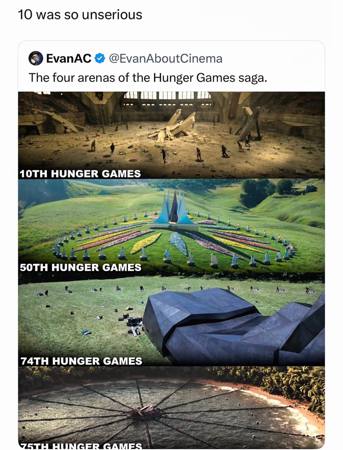 10 was so unserious
EvanAC @EvanAboutCinema
The four arenas of the Hunger Games saga.
10TH HUNGER GAMES
50TH HUNGER GAMES
74TH HUNGER GAMES
75TH HUNGER GAMES